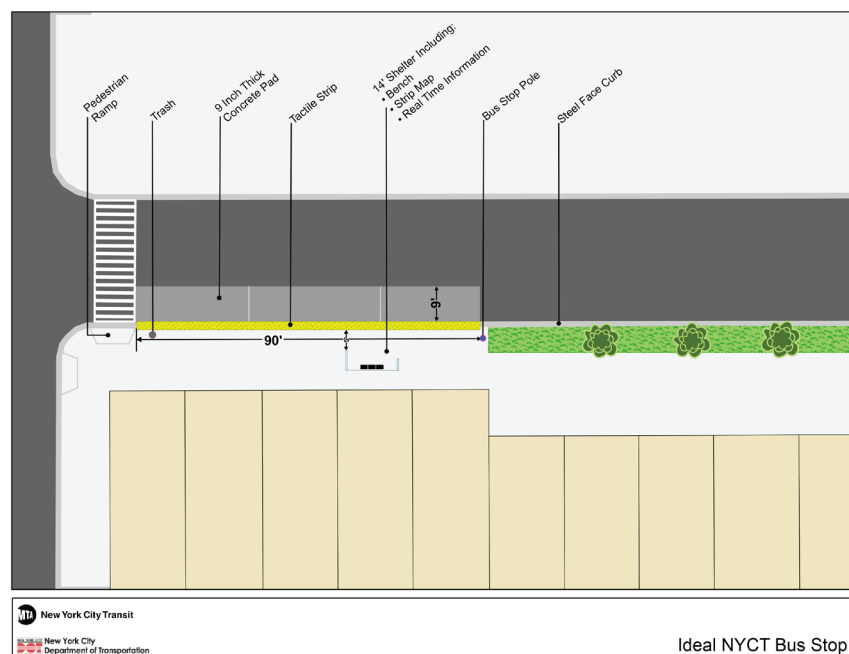 Pedestrian
Ramp
Trash
9 Inch Thick
Concrete Pad
Tactile Strip
14' Shelter Including:
• Bench
• Strip Map
• Real Time Information
Bus Stop Pole
Steel Face Curb
9'
90'
MTA New York City Transit
DOT New York City
Department of Transportation
Ideal NYCT Bus Stop